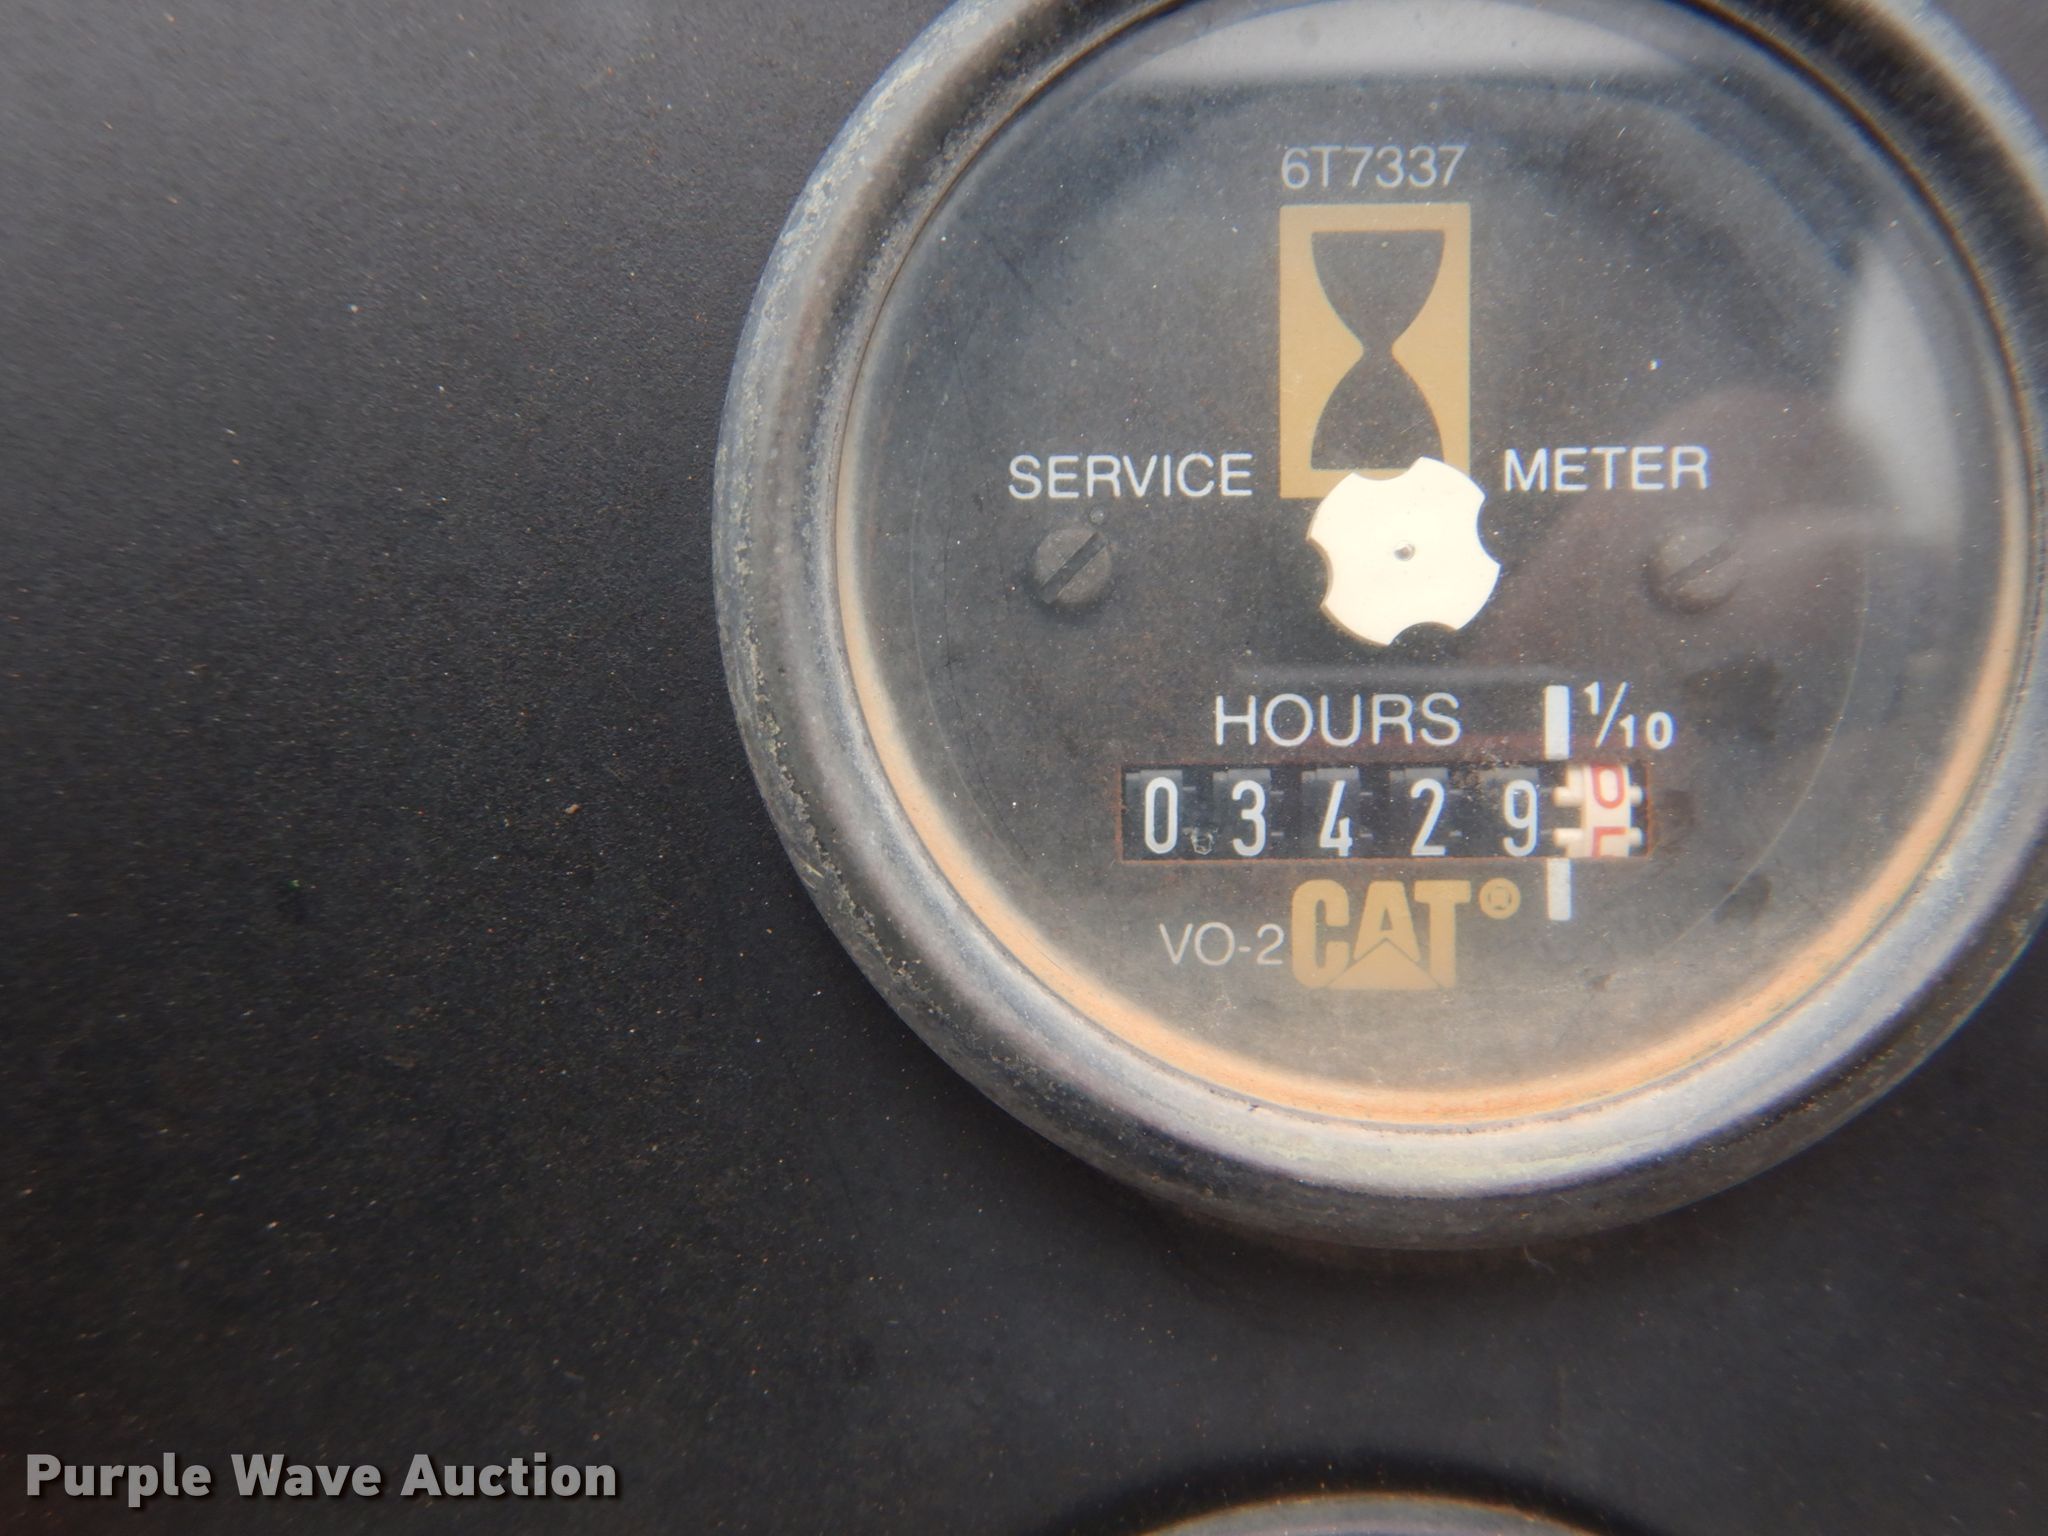 6T7337
SERVICE METER
HOURS 1/10
03429
VO-2 CAT®
Purple Wave Auction